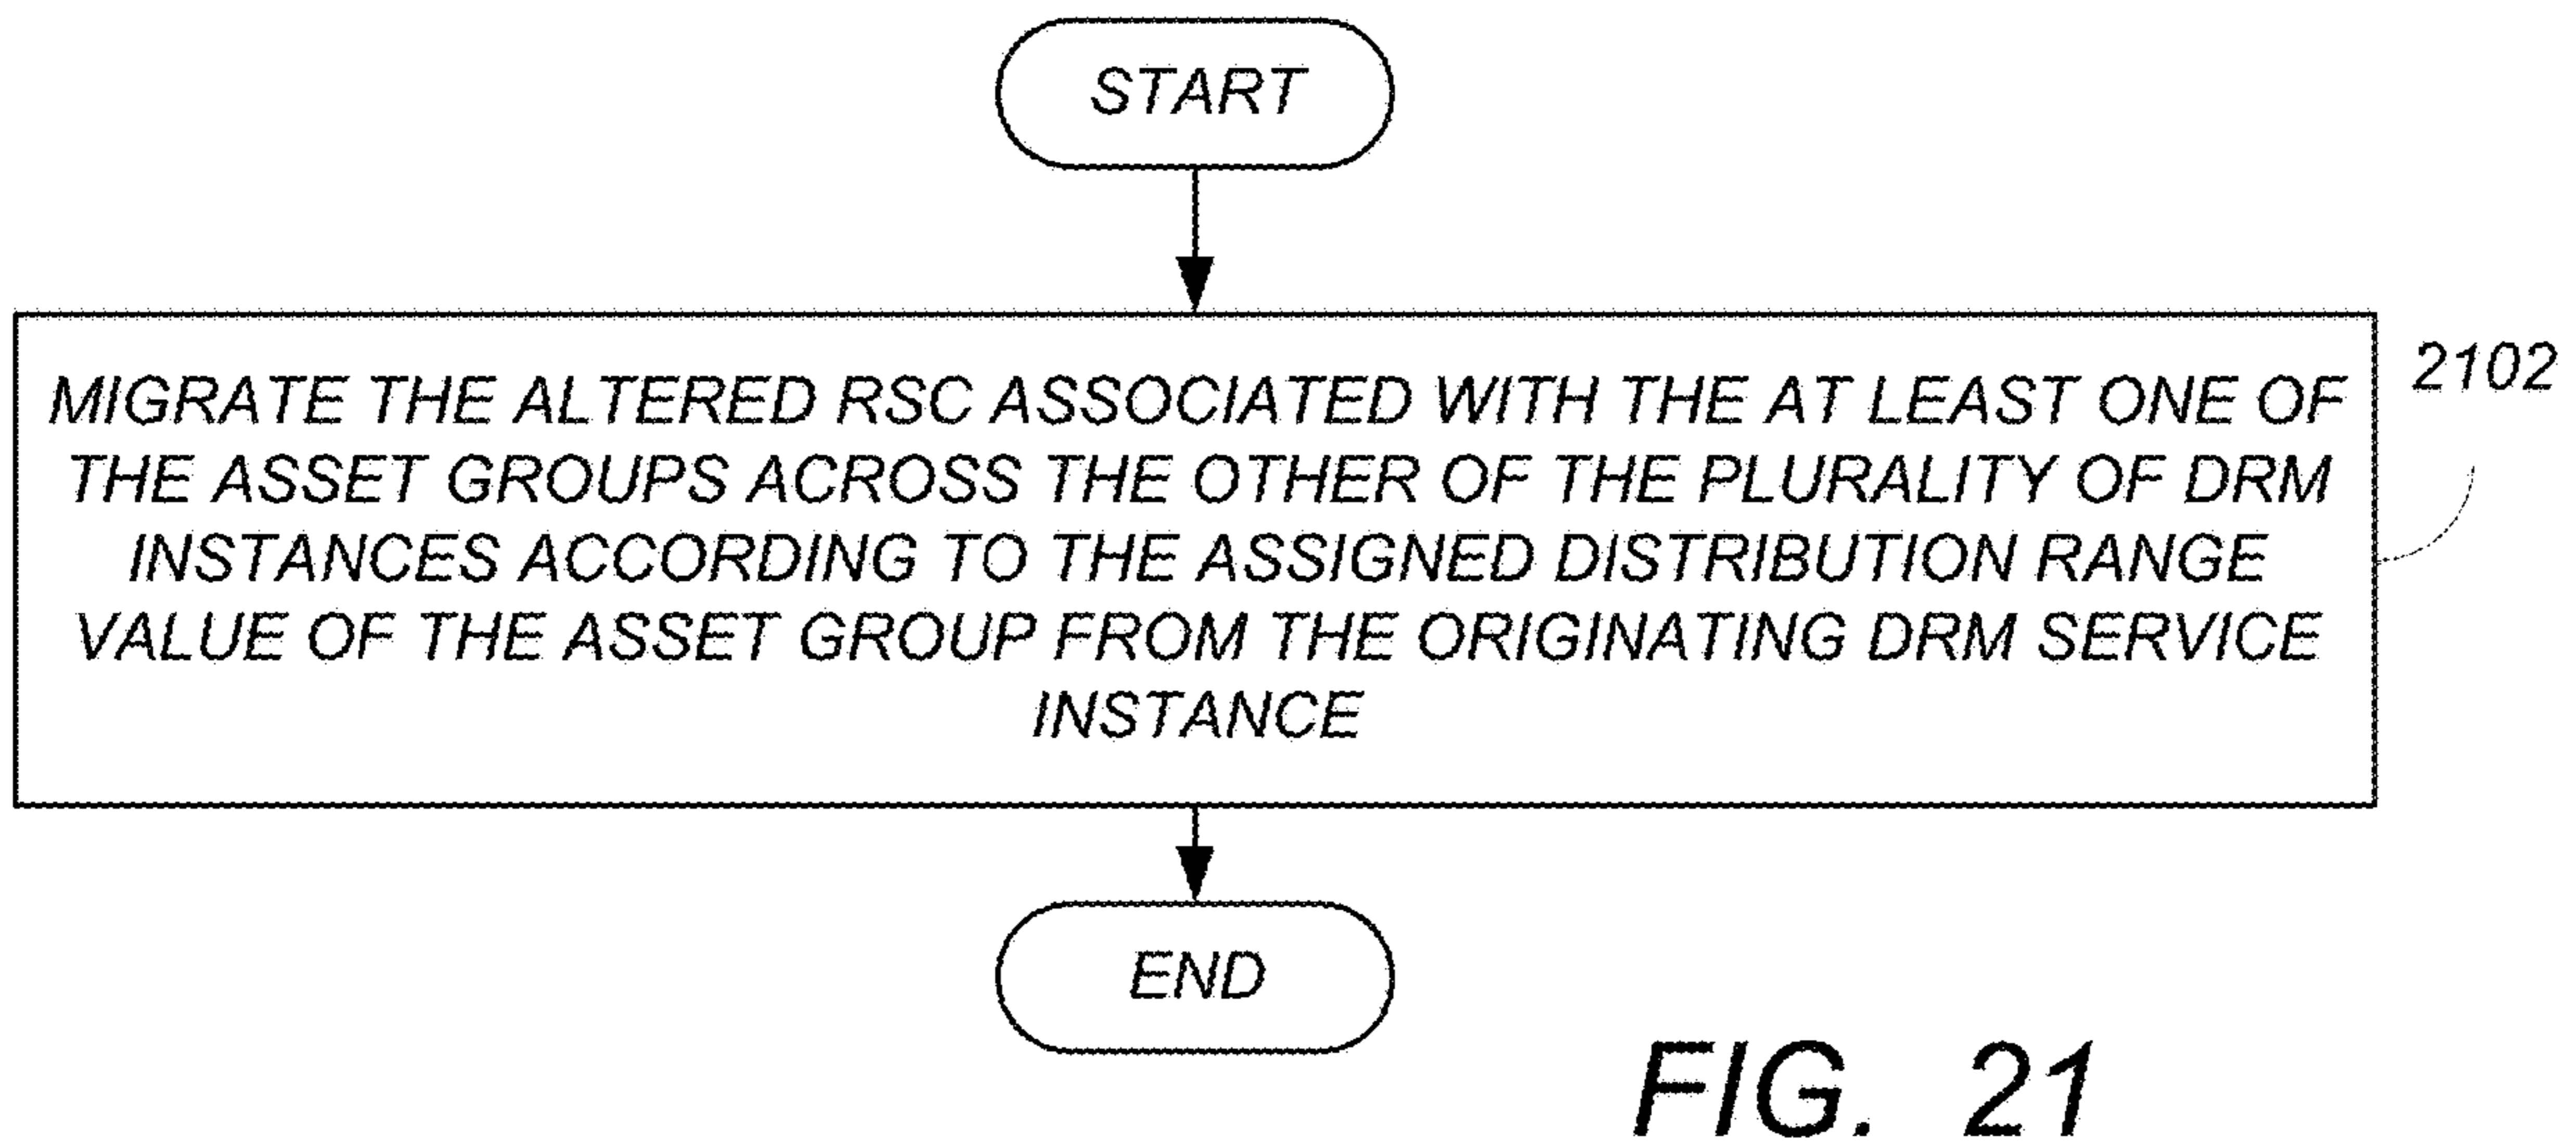 START
MIGRATE THE ALTERED RSC ASSOCIATED WITH THE AT LEAST ONE OF
THE ASSET GROUPS ACROSS THE OTHER OF THE PLURALITY OF DRM
INSTANCES ACCORDING TO THE ASSIGNED DISTRIBUTION RANGE
VALUE OF THE ASSET GROUP FROM THE ORIGINATING DRM SERVICE
INSTANCE
2102
END
FIG. 21